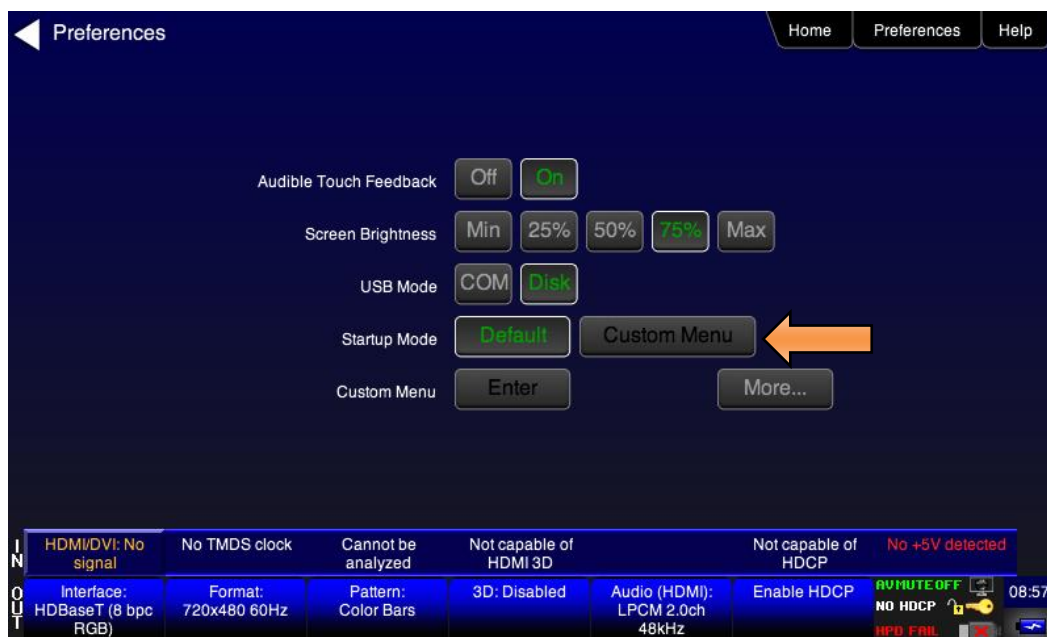 Preferences
Home Preferences Help
Audible Touch Feedback Off On
Screen Brightness Min 25% 50% 75% Max
USB Mode COM Disk
Startup Mode Default Custom Menu
Custom Menu Enter More...
IN
HDMI/DVI: No
signal
No TMDS clock
Cannot be
analyzed
Not capable of
HDMI 3D
Not capable of
HDCP
No +5V detected
OUT
Interface:
HDBaseT (8 bpc
RGB)
Format:
720x480 60Hz
Pattern:
Color Bars
3D: Disabled
Audio (HDMI):
LPCM 2.0ch
48kHz
Enable HDCP
AVMUTE OFF
NO HDCP
HPD FAIL
08:57